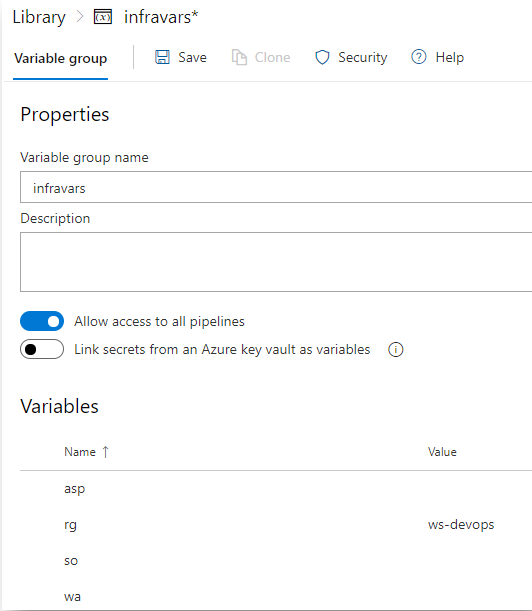 Library > infravars*
Variable group Save Clone Security Help
Properties
Variable group name
infravars
Description
Allow access to all pipelines
Link secrets from an Azure key vault as variables
Variables
Name ↑ Value
asp
rg ws-devops
so
wa